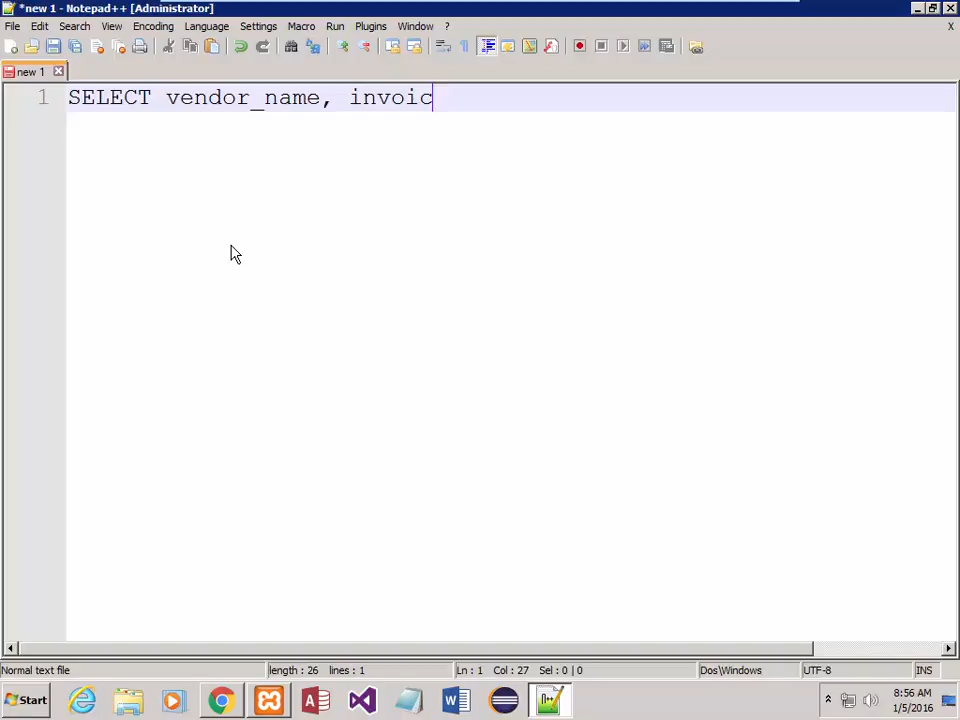 *new 1 - Notepad++ [Administrator]
File Edit Search View Encoding Language Settings Macro Run Plugins Window ? X
new 1
1 SELECT vendor_name, invoic
Normal text file length : 26 lines : 1 Ln : 1 Col : 27 Sel : 0 | 0 Dos\Windows UTF-8 INS
Start 8:56 AM
1/5/2016